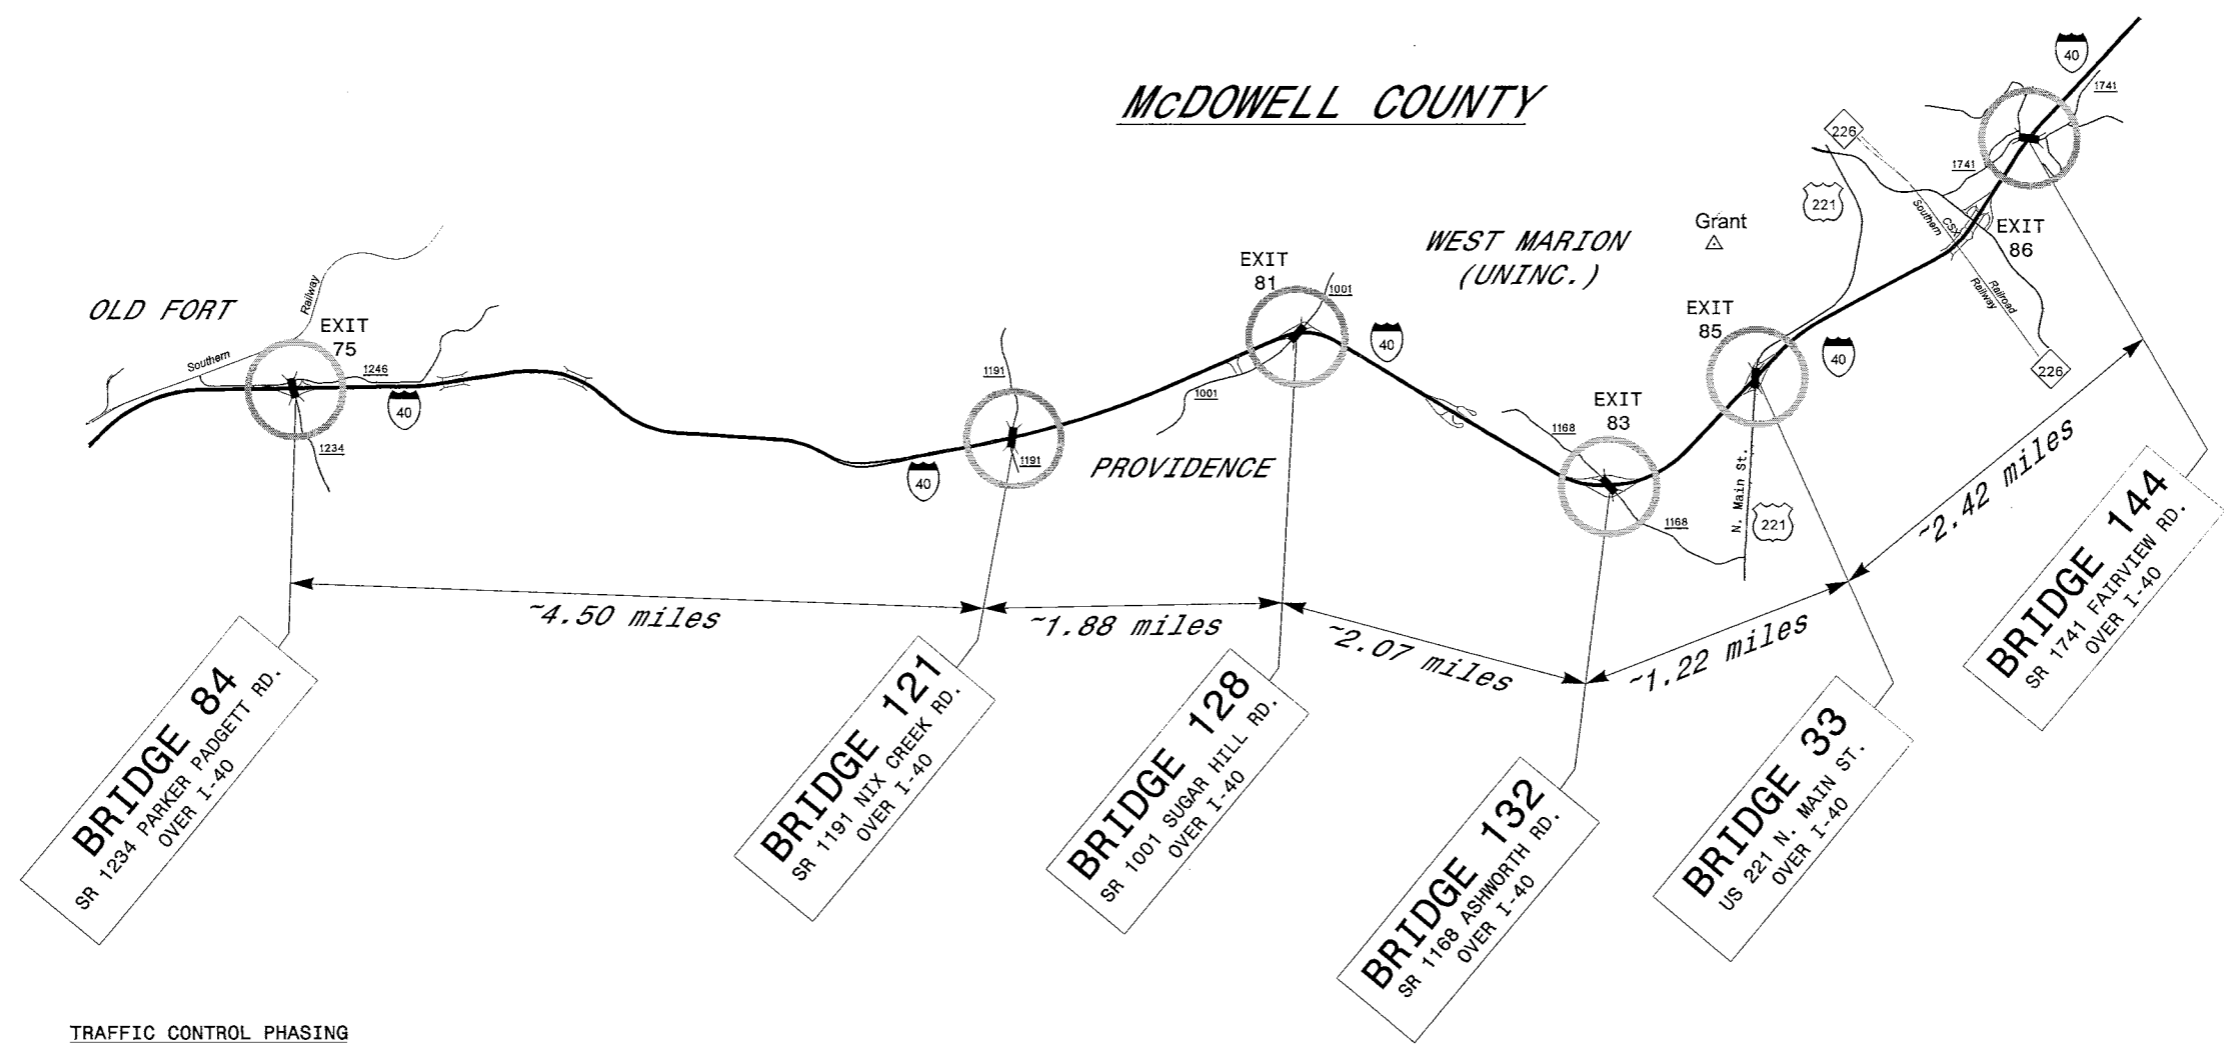 McDOWELL COUNTY
40
1741
226
1741
221
Southern
CSX
EXIT
86
Railroad
Railway
226
Grant
WEST MARION
(UNINC.)
EXIT
81
1001
40
1001
EXIT
85
40
OLD FORT
Railway
Southern
EXIT
75
1246
40
1234
1191
1191
40
PROVIDENCE
EXIT
83
1168
1168
N. Main St.
221
~4.50 miles
~1.88 miles
~2.07 miles
~1.22 miles
~2.42 miles
BRIDGE 84
SR 1234 PARKER PADGETT RD.
OVER I-40
BRIDGE 121
SR 1191 NIX CREEK RD.
OVER I-40
BRIDGE 128
SR 1001 SUGAR HILL RD.
OVER I-40
BRIDGE 132
SR 1168 ASHWORTH RD.
OVER I-40
BRIDGE 33
US 221 N. MAIN ST.
OVER I-40
BRIDGE 144
SR 1741 FAIRVIEW RD.
OVER I-40
TRAFFIC CONTROL PHASING